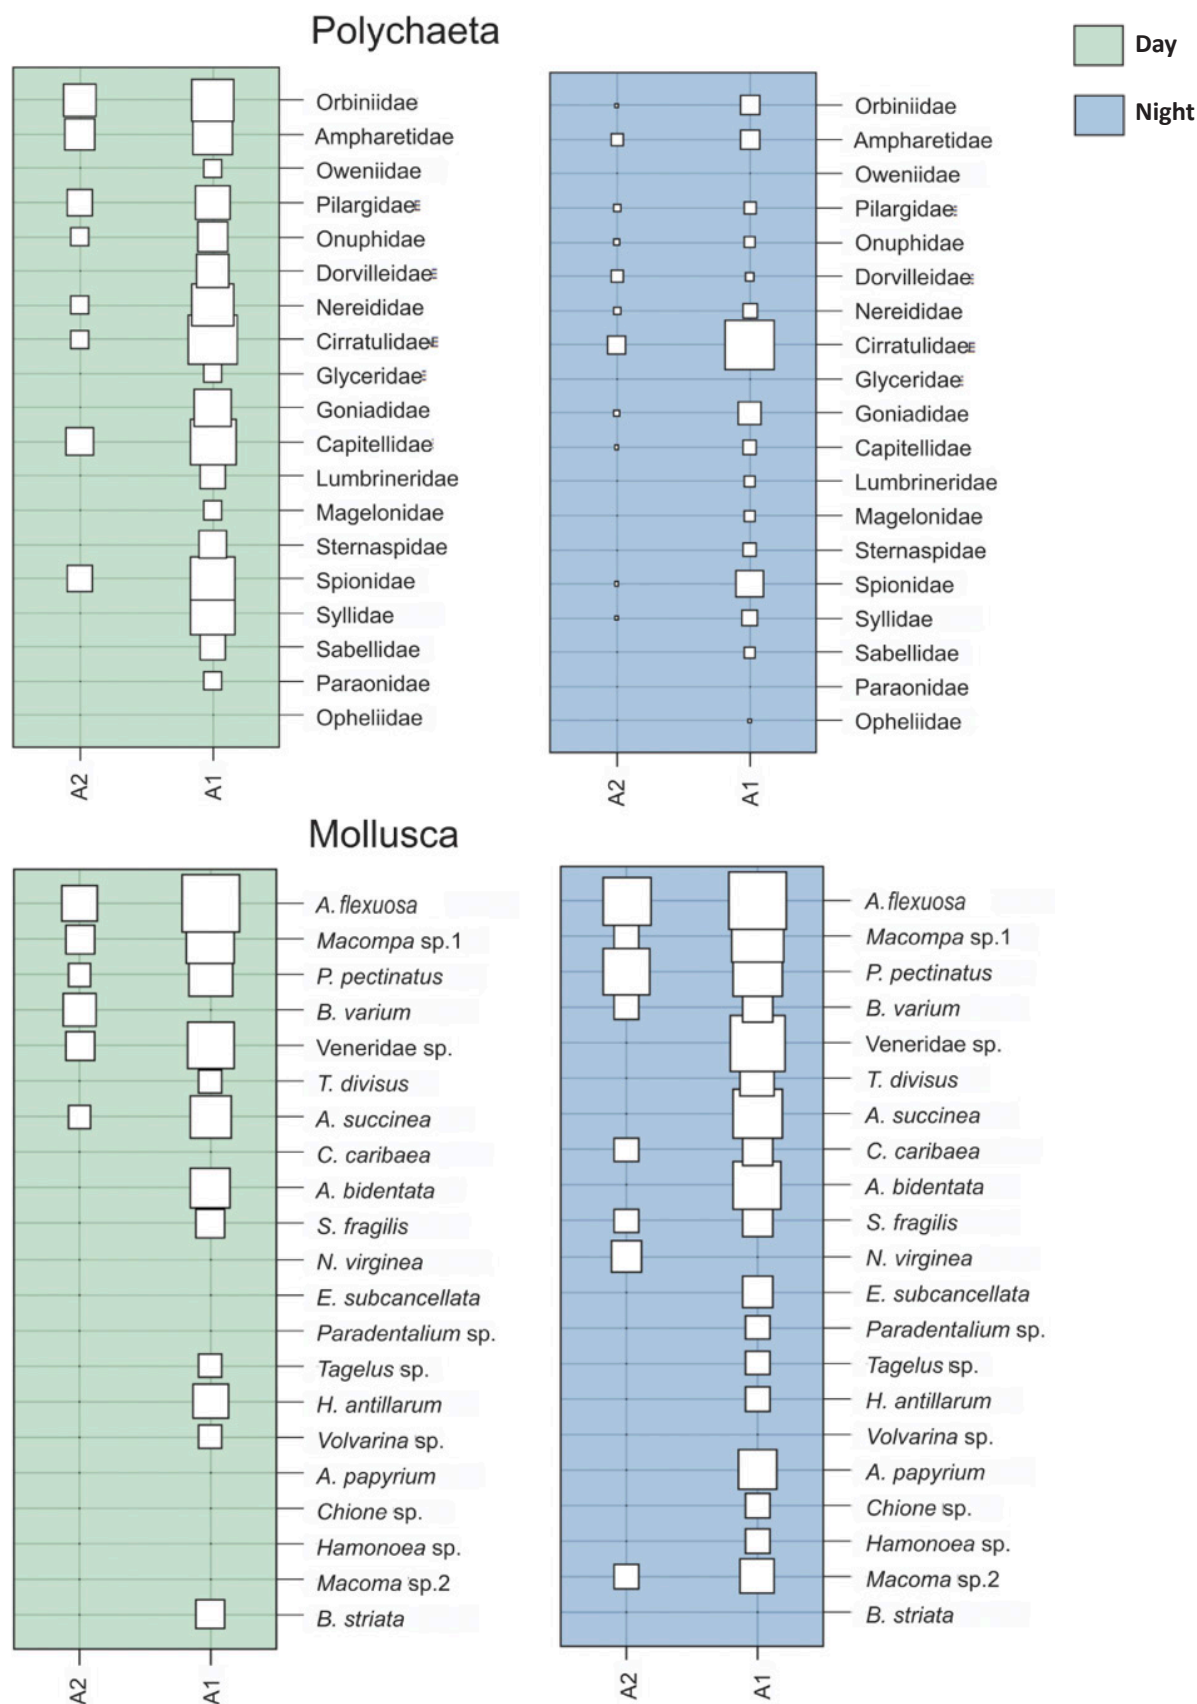 Polychaeta
Day
Night
Orbiniidae
Ampharetidae
Oweniidae
Pilargidae
Onuphidae
Dorvilleidae
Nereididae
Cirratulidae
Glyceridae
Goniadidae
Capitellidae
Lumbrineridae
Magelonidae
Sternaspidae
Spionidae
Syllidae
Sabellidae
Paraonidae
Opheliidae
A2
A1
Orbiniidae
Ampharetidae
Oweniidae
Pilargidae
Onuphidae
Dorvilleidae
Nereididae
Cirratulidae
Glyceridae
Goniadidae
Capitellidae
Lumbrineridae
Magelonidae
Sternaspidae
Spionidae
Syllidae
Sabellidae
Paraonidae
Opheliidae
A2
A1
Mollusca
A. flexuosa
Macompa sp.1
P. pectinatus
B. varium
Veneridae sp.
T. divisus
A. succinea
C. caribaea
A. bidentata
S. fragilis
N. virginea
E. subcancellata
Paradentalium sp.
Tagelus sp.
H. antillarum
Volvarina sp.
A. papyrium
Chione sp.
Hamonoea sp.
Macoma sp.2
B. striata
A2
A1
A. flexuosa
Macompa sp.1
P. pectinatus
B. varium
Veneridae sp.
T. divisus
A. succinea
C. caribaea
A. bidentata
S. fragilis
N. virginea
E. subcancellata
Paradentalium sp.
Tagelus sp.
H. antillarum
Volvarina sp.
A. papyrium
Chione sp.
Hamonoea sp.
Macoma sp.2
B. striata
A2
A1